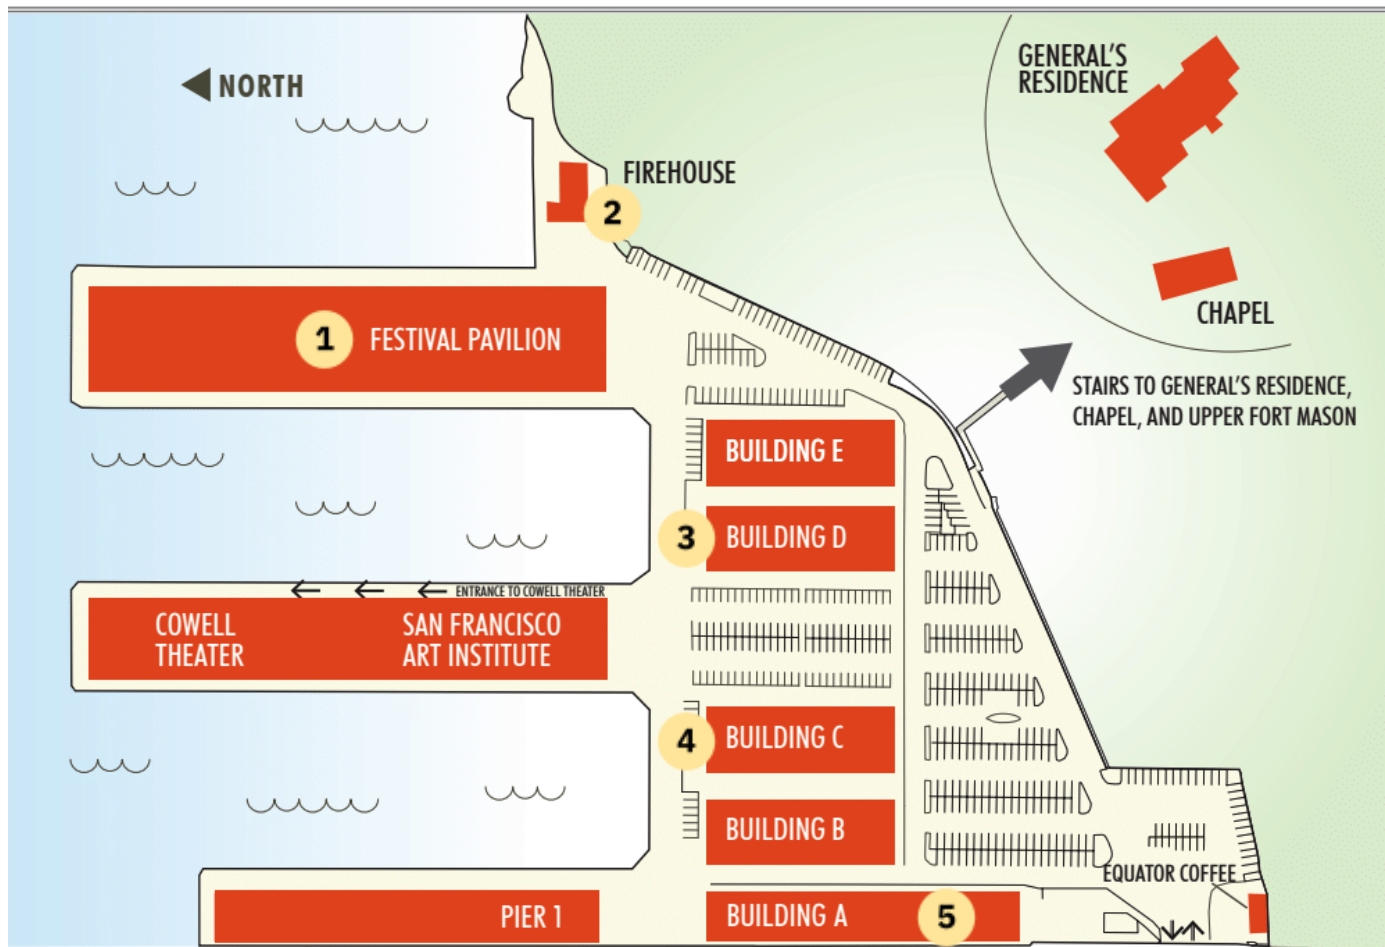 NORTH
GENERAL'S
RESIDENCE
FIREHOUSE
2
CHAPEL
1 FESTIVAL PAVILION
STAIRS TO GENERAL'S RESIDENCE,
CHAPEL, AND UPPER FORT MASON
BUILDING E
3 BUILDING D
ENTRANCE TO COWELL THEATER
COWELL
THEATER
SAN FRANCISCO
ART INSTITUTE
4 BUILDING C
BUILDING B
EQUATOR COFFEE
PIER 1
BUILDING A 5